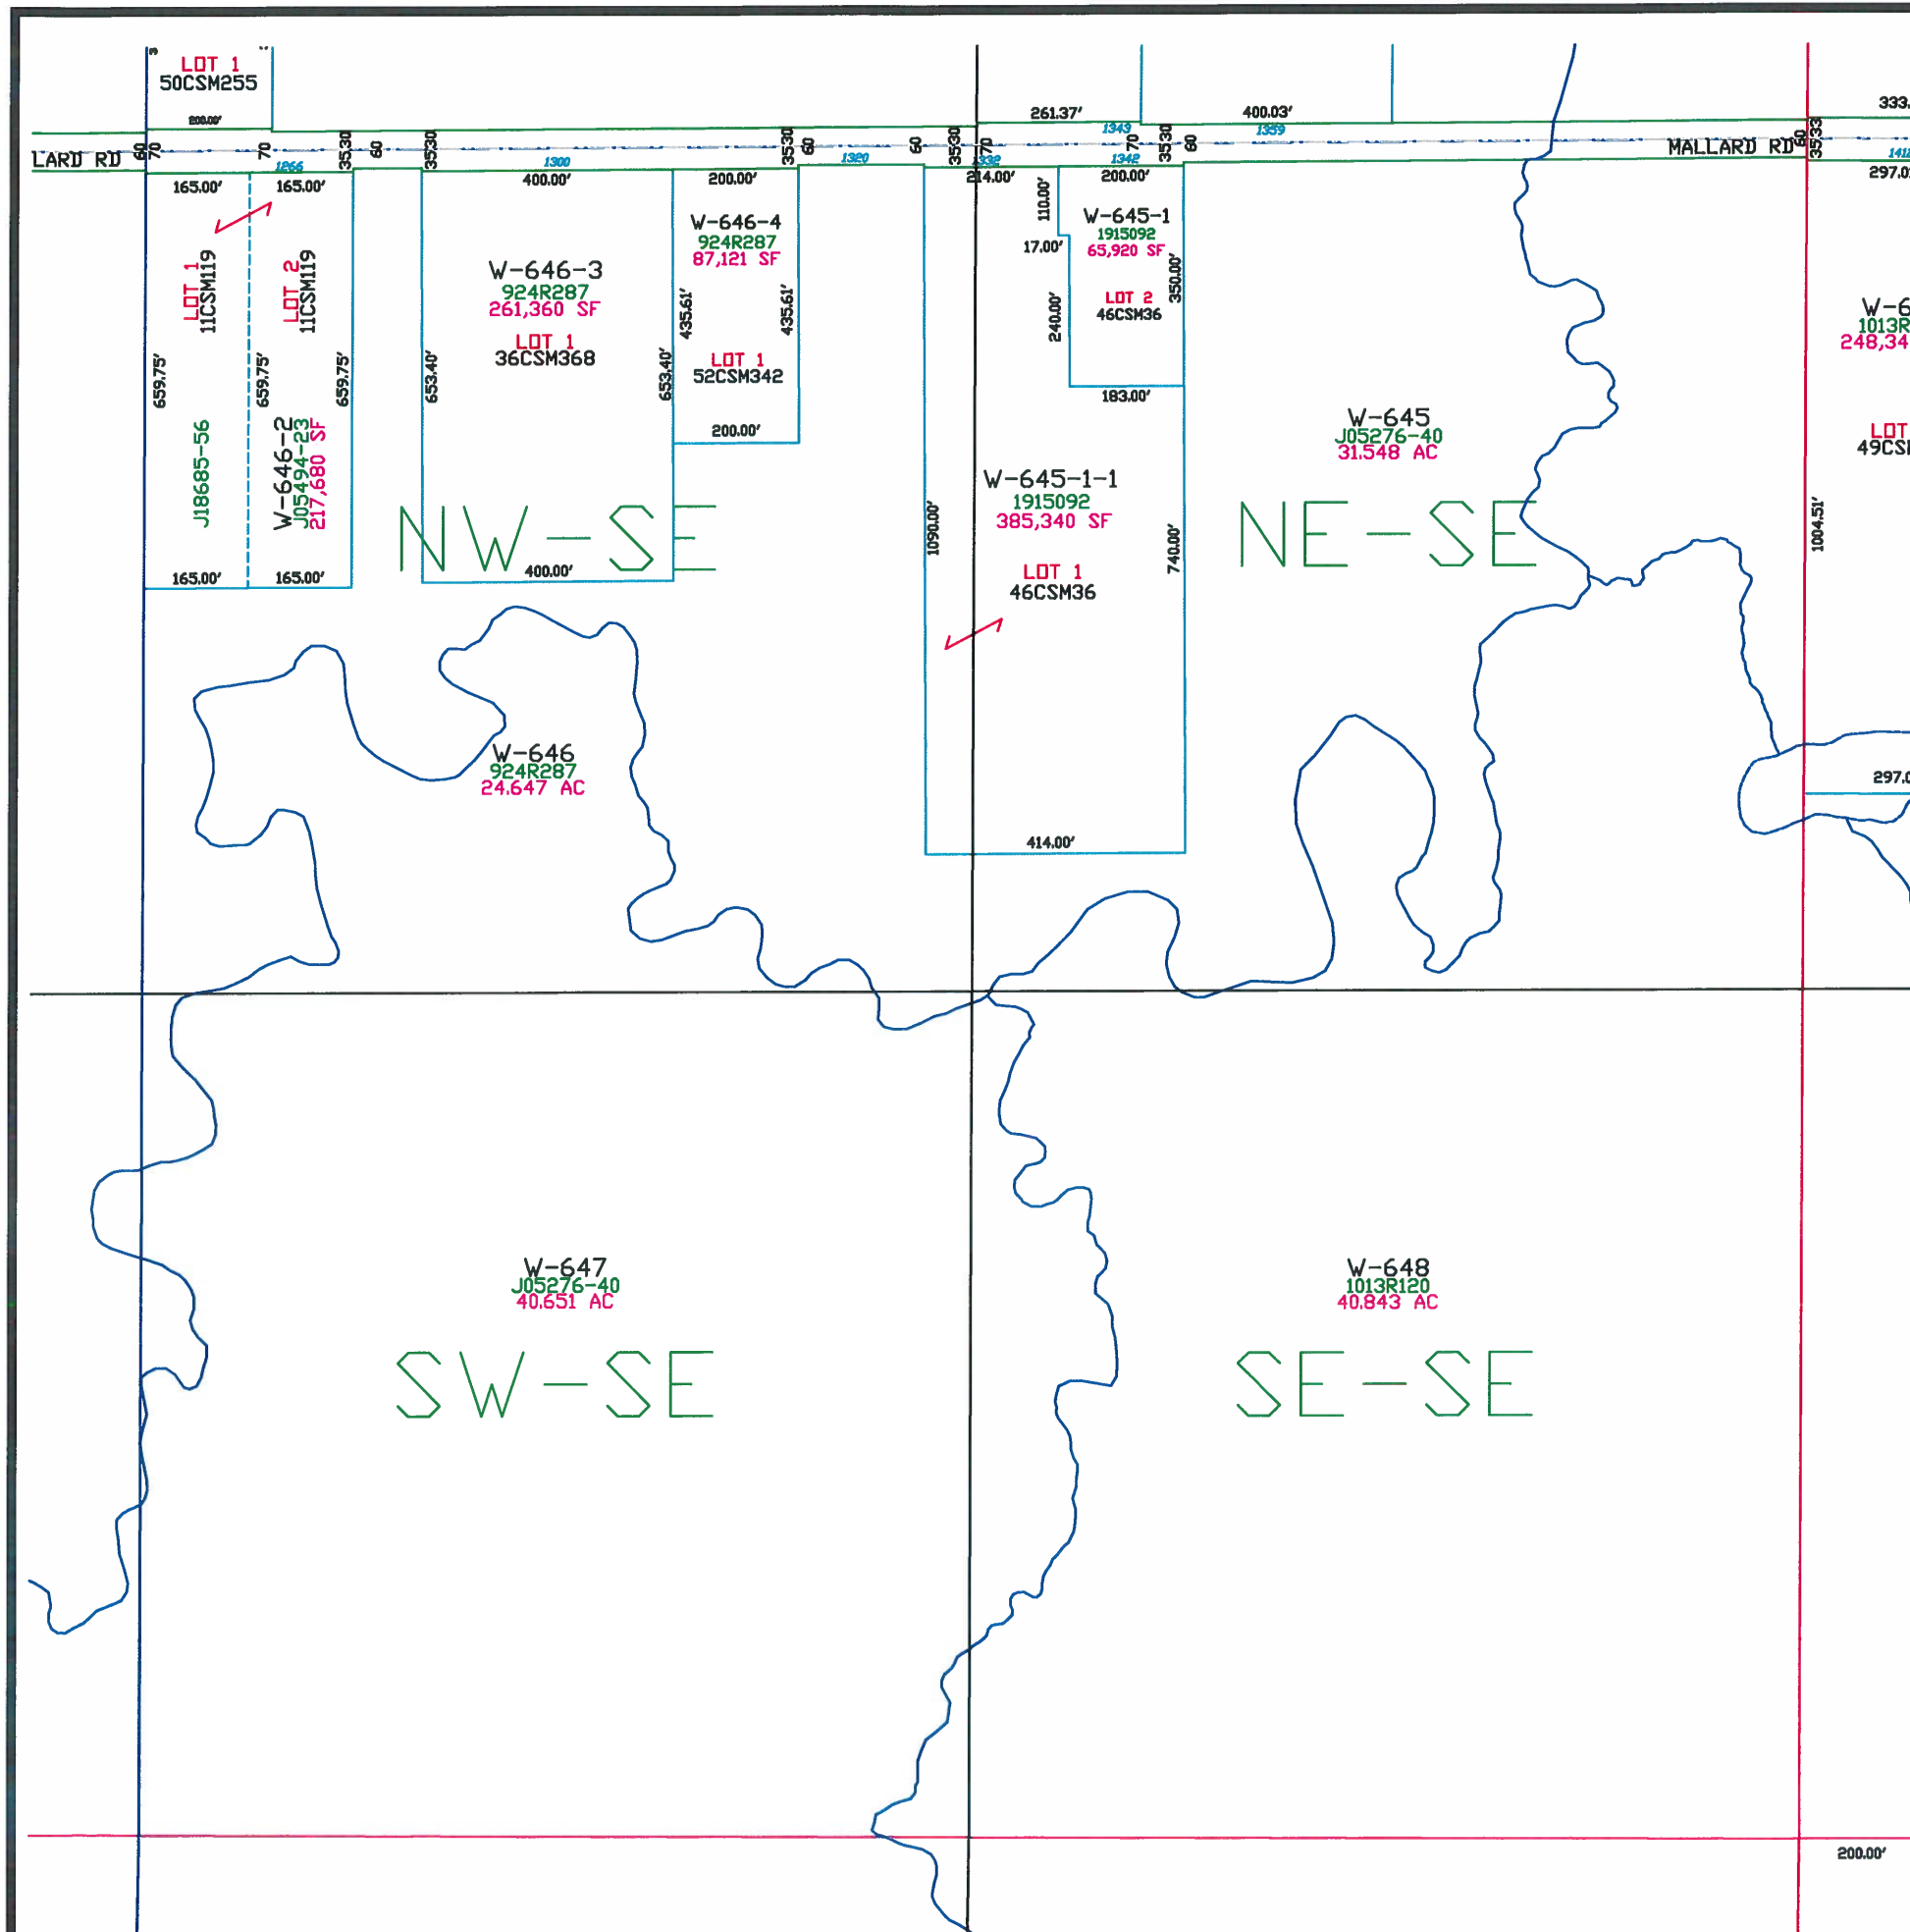 LOT 1
50CSM255
200.00'
261.37'
400.03'
333.
1343
1359
LARD RD
60
70
70
3530
60
3530
3530
60
60
3530
70
70
3530
60
MALLARD RD
60
3533
1266
1300
1320
1332
1342
1412
165.00'
165.00'
400.00'
200.00'
214.00'
200.00'
297.0
LOT 1
11CSM119
LOT 2
11CSM119
659.75'
659.75'
659.75'
J18685-56
W-646-2
J05494-23
217,680 SF
165.00'
165.00'
W-646-3
924R287
261,360 SF
LOT 1
36CSM368
653.40'
653.40'
400.00'
W-646-4
924R287
87,121 SF
435.61'
435.61'
LOT 1
52CSM342
200.00'
110.00'
17.00'
240.00'
W-645-1
1915092
65,920 SF
350.00'
LOT 2
46CSM36
183.00'
W-645-1-1
1915092
385,340 SF
1090.00'
740.00'
LOT 1
46CSM36
414.00'
W-645
J05276-40
31.548 AC
W-6
1013R
248,34
LOT
49CS
1004.51'
297.0
NW-SE
NE-SE
W-646
924R287
24.647 AC
W-647
J05276-40
40.651 AC
SW-SE
W-648
1013R120
40.843 AC
SE-SE
200.00'